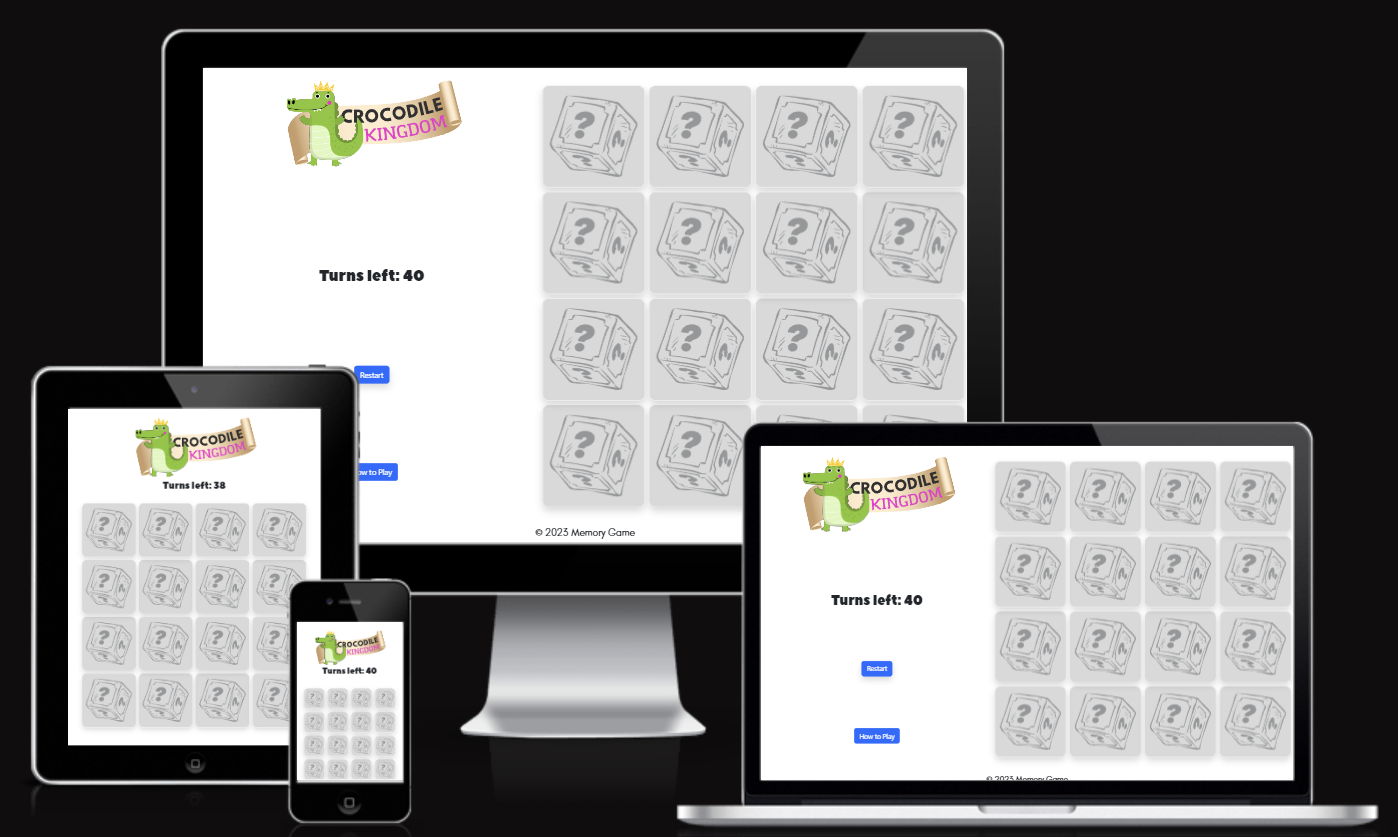 CROCODILE
KINGDOM
Turns left: 40
Restart
ow to Play
© 2023 Memory Game
? ? ? ?
? ? ? ?
? ? ? ?
? ?
CROCODILE
KINGDOM
Turns left: 38
? ? ? ?
? ? ? ?
? ? ?
? ? ?
CROCODILE
KINGDOM
Turns left: 40
CROCODILE
KINGDOM
Turns left: 40
Restart
How to Play
? ? ? ?
? ? ? ?
? ? ? ?
? ? ? ?
© 2023 Memory Game